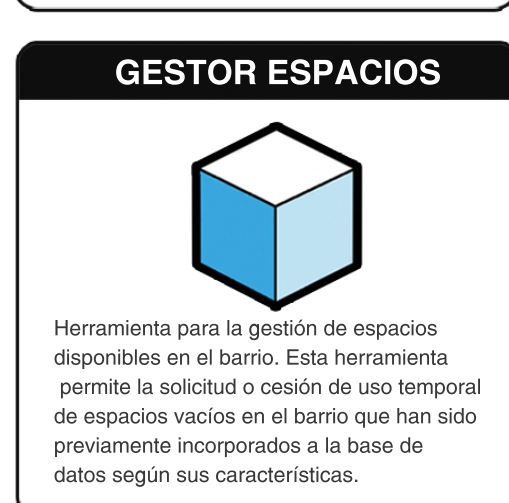 GESTOR ESPACIOS
Herramienta para la gestión de espacios
disponibles en el barrio. Esta herramienta
permite la solicitud o cesión de uso temporal
de espacios vacíos en el barrio que han sido
previamente incorporados a la base de
datos según sus características.